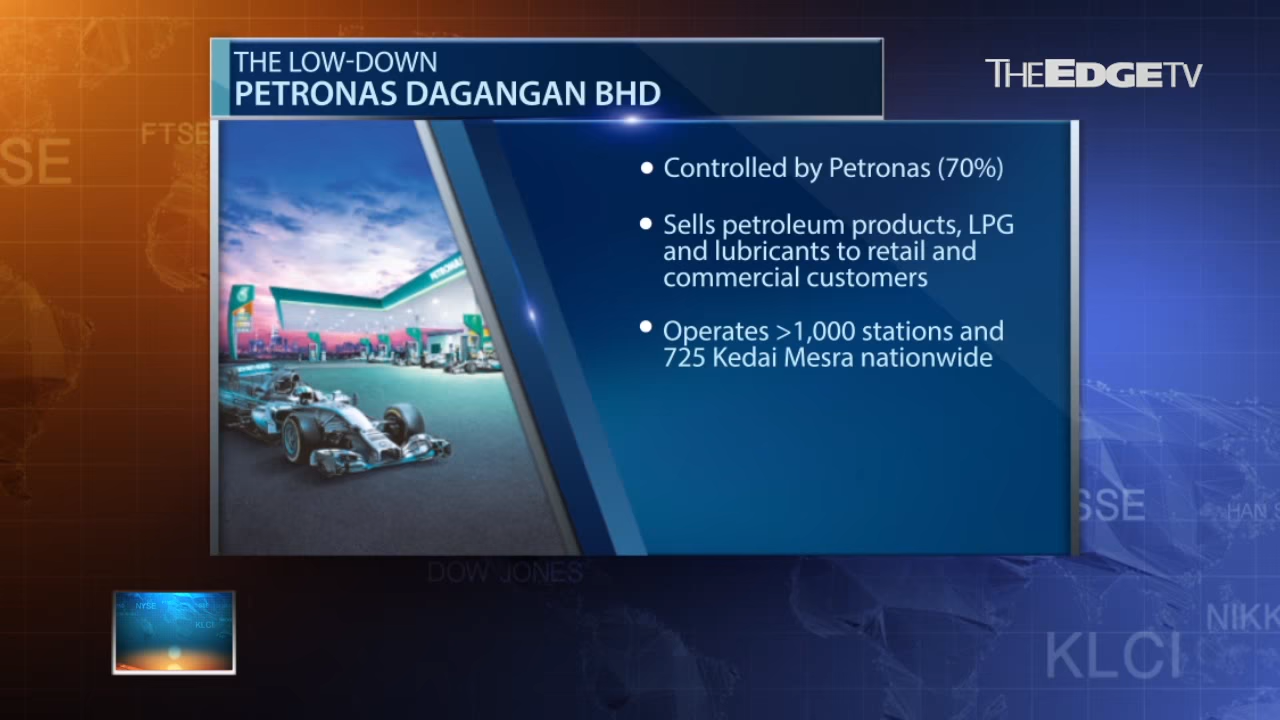 THE LOW-DOWN
PETRONAS DAGANGAN BHD
THEEDGETV
FTSE
SE
• Controlled by Petronas (70%)
• Sells petroleum products, LPG
and lubricants to retail and
commercial customers
• Operates >1,000 stations and
725 Kedai Mesra nationwide
SSE
HAN S
DOW JONES
NYSE
KLCI
NIKK
KLCI